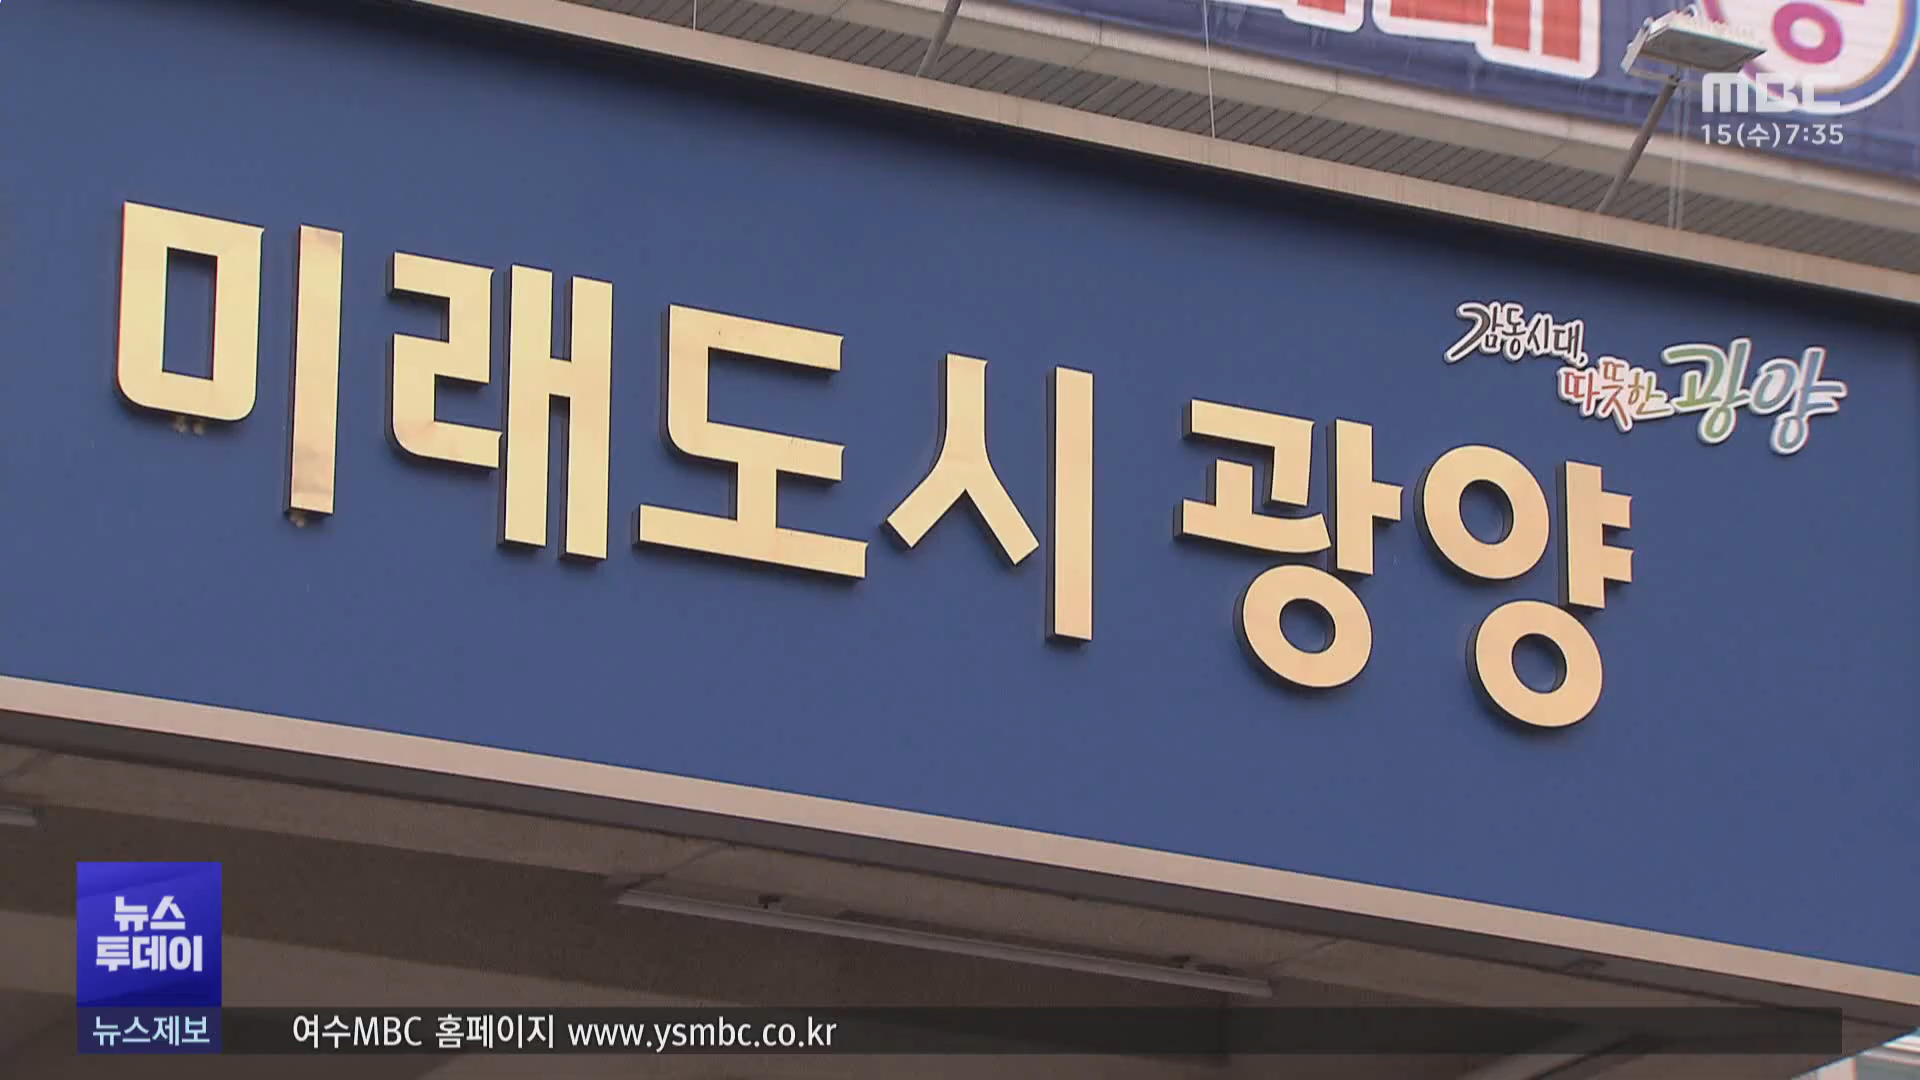 MBC
15(수)7:35
감동시대,
따뜻한 광양
미래도시 광양
뉴스
투데이
뉴스제보 여수MBC 홈페이지 www.ysmbc.co.kr